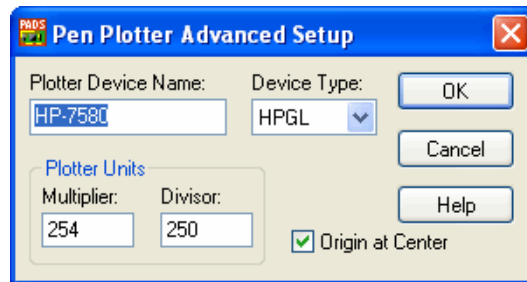 PADS
Pen Plotter Advanced Setup
Plotter Device Name:
Device Type:
HP-7580
HPGL
OK
Cancel
Plotter Units
Multiplier:
Divisor:
254
250
Help
Origin at Center